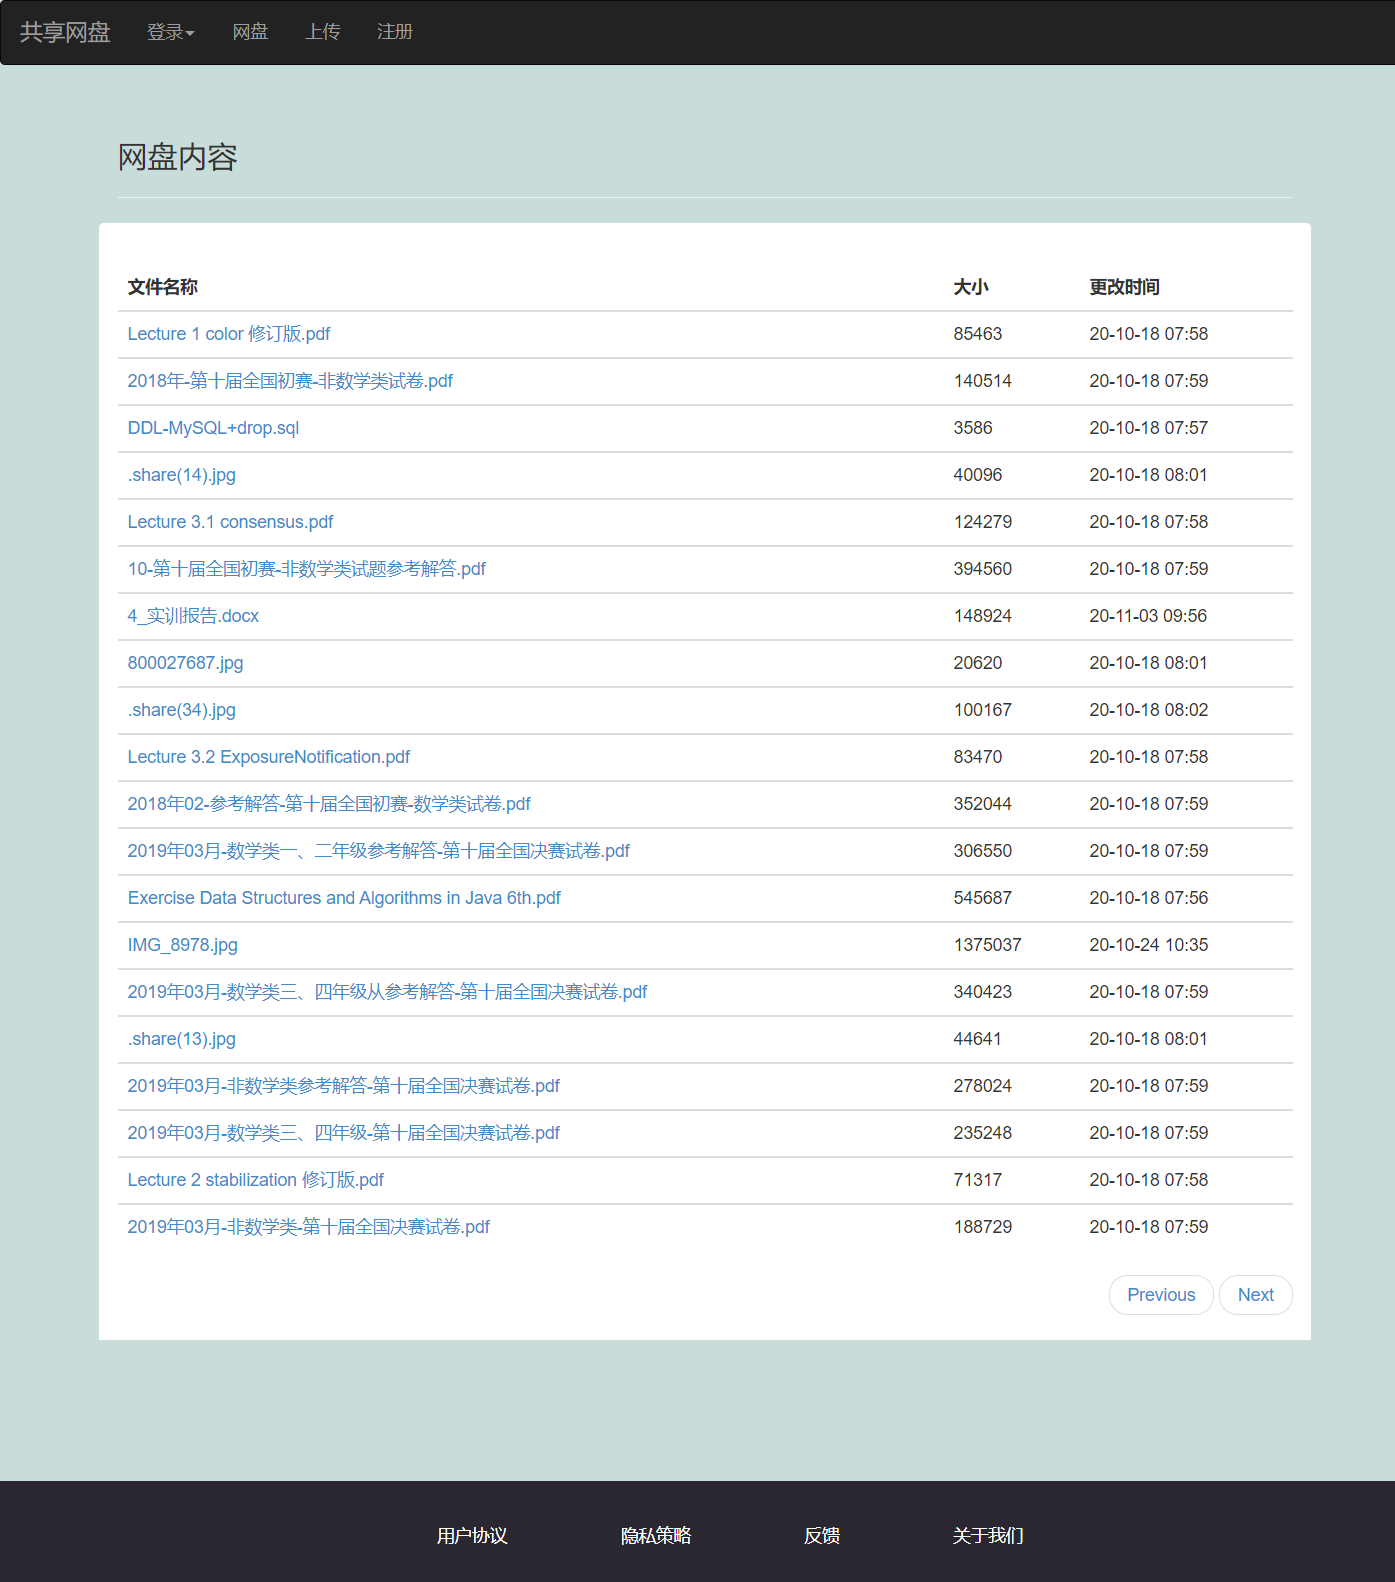 共享网盘 登录 网盘 上传 注册
网盘内容
文件名称 大小 更改时间
Lecture 1 color 修订版.pdf 85463 20-10-18 07:58
2018年-第十届全国初赛-非数学类试卷.pdf 140514 20-10-18 07:59
DDL-MySQL+drop.sql 3586 20-10-18 07:57
.share(14).jpg 40096 20-10-18 08:01
Lecture 3.1 consensus.pdf 124279 20-10-18 07:58
10-第十届全国初赛-非数学类试题参考解答.pdf 394560 20-10-18 07:59
4_实训报告.docx 148924 20-11-03 09:56
800027687.jpg 20620 20-10-18 08:01
.share(34).jpg 100167 20-10-18 08:02
Lecture 3.2 ExposureNotification.pdf 83470 20-10-18 07:58
2018年02-参考解答-第十届全国初赛-数学类试卷.pdf 352044 20-10-18 07:59
2019年03月-数学类一、二年级参考解答-第十届全国决赛试卷.pdf 306550 20-10-18 07:59
Exercise Data Structures and Algorithms in Java 6th.pdf 545687 20-10-18 07:56
IMG_8978.jpg 1375037 20-10-24 10:35
2019年03月-数学类三、四年级从参考解答-第十届全国决赛试卷.pdf 340423 20-10-18 07:59
.share(13).jpg 44641 20-10-18 08:01
2019年03月-非数学类参考解答-第十届全国决赛试卷.pdf 278024 20-10-18 07:59
2019年03月-数学类三、四年级-第十届全国决赛试卷.pdf 235248 20-10-18 07:59
Lecture 2 stabilization 修订版.pdf 71317 20-10-18 07:58
2019年03月-非数学类-第十届全国决赛试卷.pdf 188729 20-10-18 07:59
Previous Next
用户协议 隐私策略 反馈 关于我们